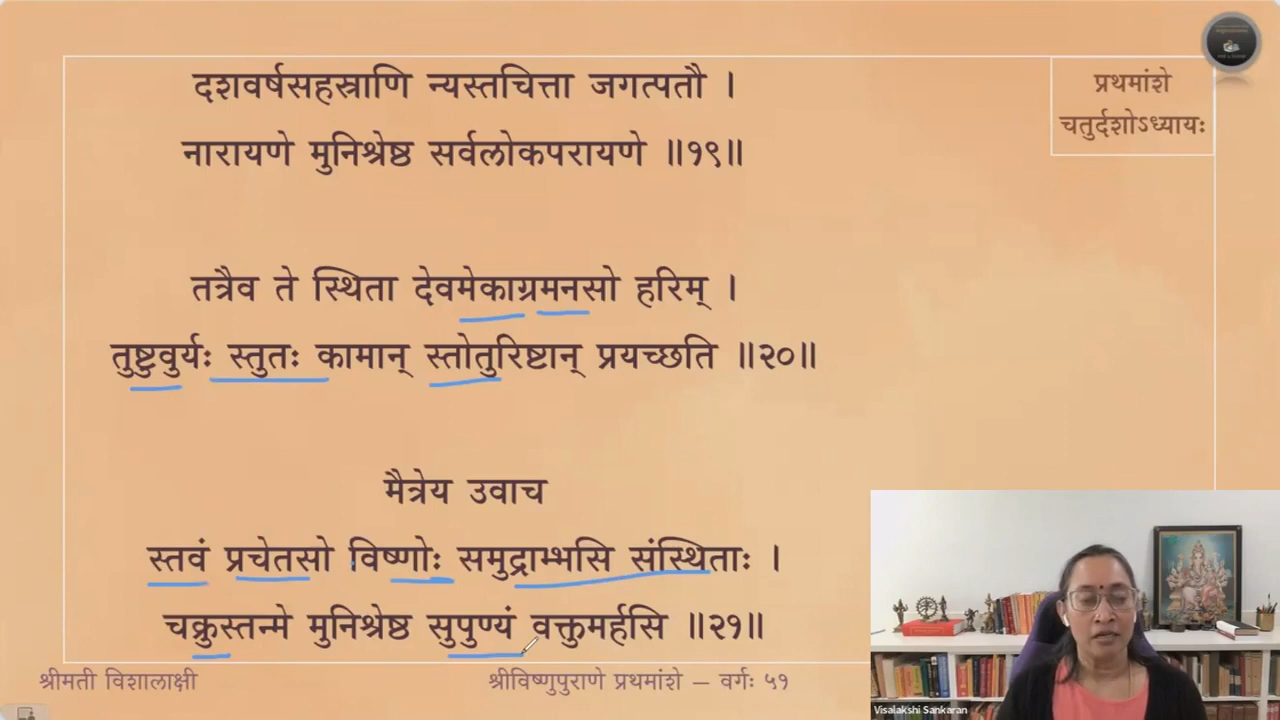 दशवर्षसहस्राणि न्यस्तचित्ता जगत्पतौ ।
नारायणे मुनिश्रेष्ठ सर्वलोकपरायणे ॥१९॥
प्रथमांशे
चतुर्दशोऽध्यायः
तत्रैव ते स्थिता देवमेकाग्रमनसो हरिम् ।
तुष्टुवुर्यः स्तुतः कामान् स्तोतुरिष्टान् प्रयच्छति ॥२०॥
मैत्रेय उवाच
स्तवं प्रचेतसो विष्णोः समुद्राम्भसि संस्थिताः ।
चक्रुस्तन्मे मुनिश्रेष्ठ सुपुण्यं वक्तुमर्हसि ॥२१॥
श्रीमती विशालाक्षी
श्रीविष्णुपुराणे प्रथमांशे – वर्गः ५१
Visalakshi Sankaran